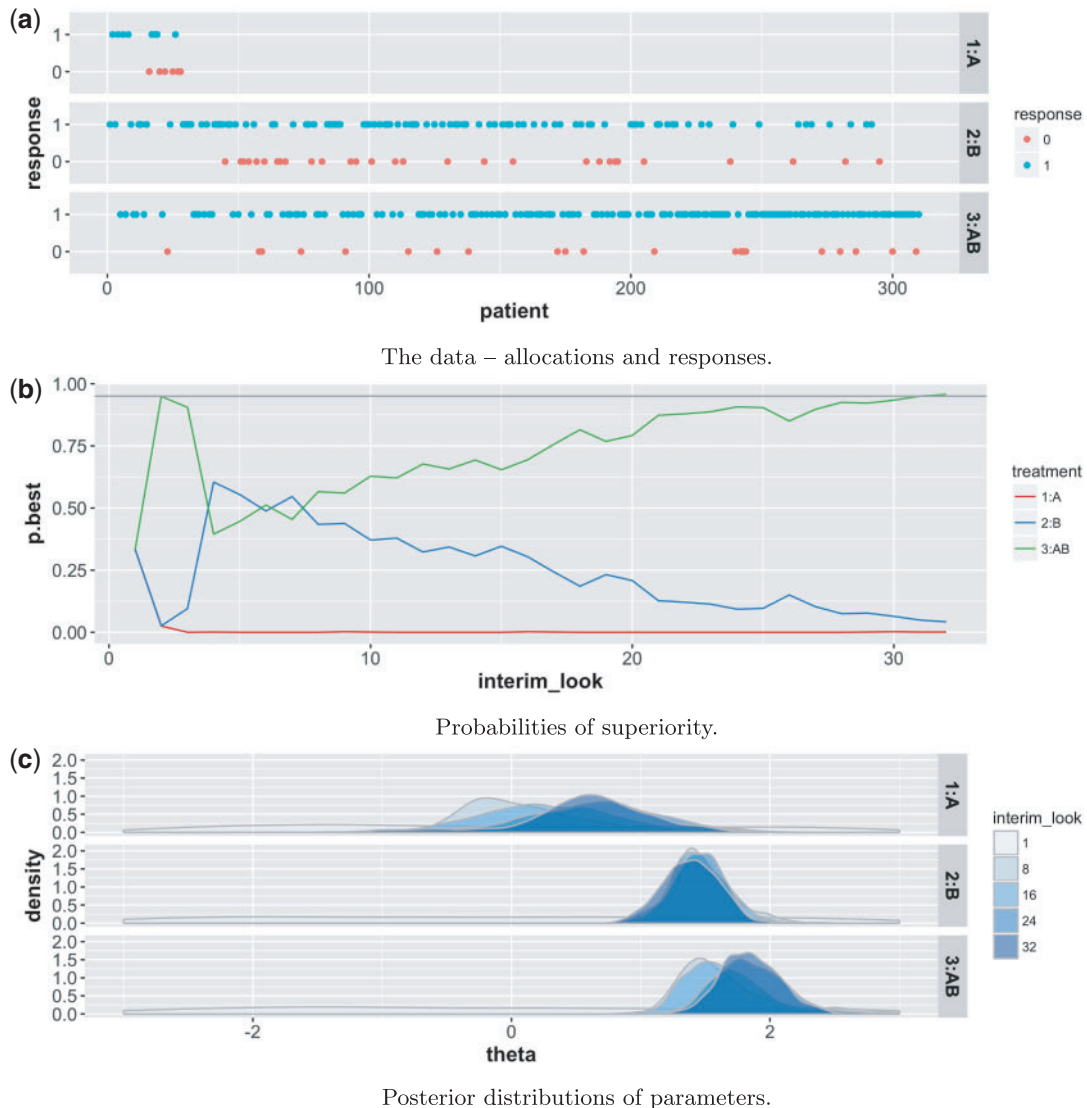 (a)
1
0
1:A
response
1
0
2:B
1
0
3:AB
0
100
200
300
patient
response
0
1
The data – allocations and responses.
(b)
1.00
0.75
0.50
0.25
0.00
p.best
0
10
20
30
interim_look
treatment
1:A
2:B
3:AB
Probabilities of superiority.
(c)
2.0
1.5
1.0
0.5
0.0
1:A
density
2.0
1.5
1.0
0.5
0.0
2:B
2.0
1.5
1.0
0.5
0.0
3:AB
-2
0
2
theta
interim_look
1
8
16
24
32
Posterior distributions of parameters.